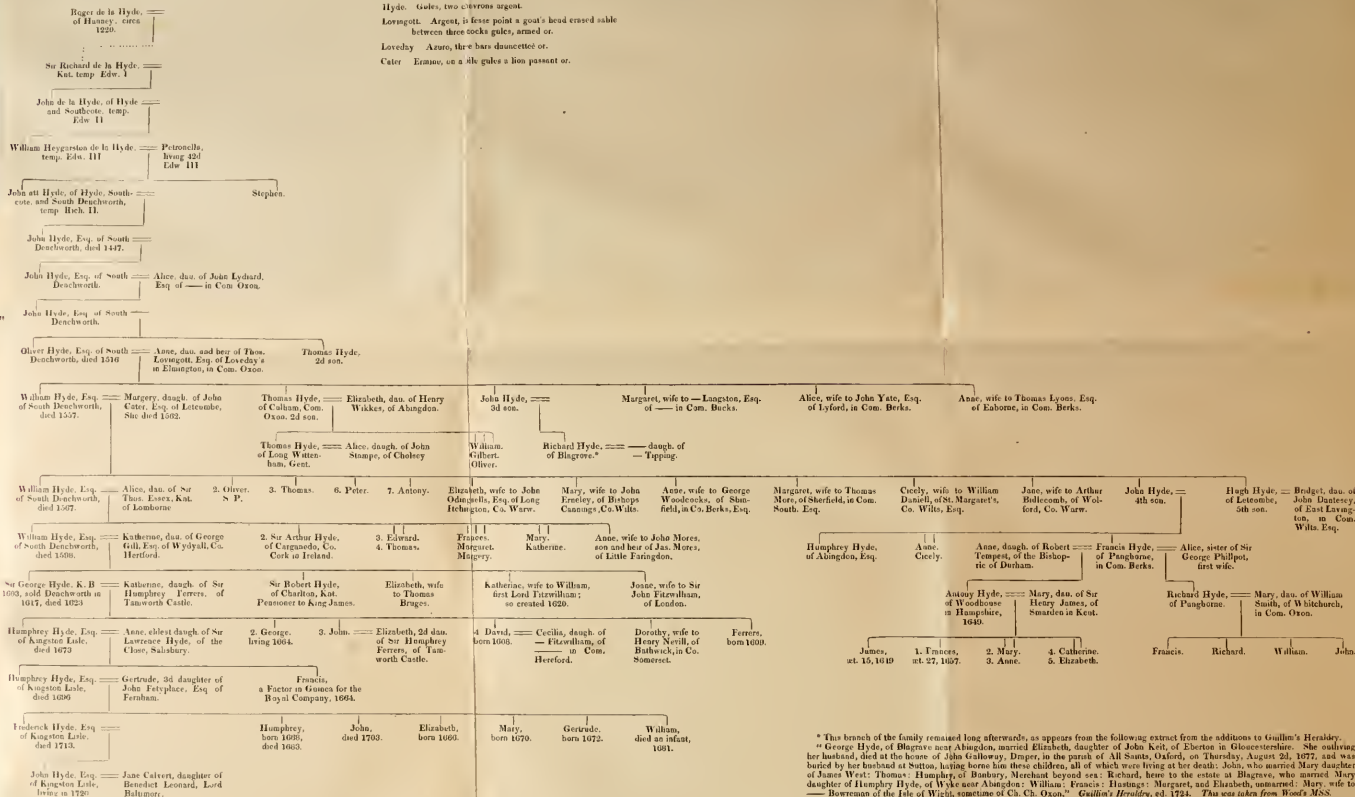 Roger de la Hyde,
of Hanney, circa
1220.
Hyde. Gules, two chevrons argent.
Lovingott. Argent, in fesse point a goat's head erased sable
between three cocks gules, armed or.
Loveday Azure, three bars dauncettée or.
Cater Ermine, on a pile gules a lion passant or.
Sir Richard de la Hyde,
Knt. temp Edw. I
John de la Hyde, of Hyde
and Southcote. temp.
Edw II
William Heygarston de la Hyde,
temp. Edw. III
Petronella,
living 42d
Edw III
John att Hyde, of Hyde, South-
cote. and South Denchworth,
temp Rich. II.
Stephen.
John Hyde, Esq. of South
Denchworth, died 1447.
John Hyde, Esq. of South
Denchworth.
Alice, dau. of John Lydiard,
Esq of —— in Com Oxon.
John Hyde, Esq of South
Denchworth.
Oliver Hyde, Esq. of South
Denchworth, died 1516
Anne, dau. and heir of Thos.
Lovingott, Esq. of Loveday's
in Elmington, in Com. Oxon.
Thomas Hyde,
2d son.
William Hyde, Esq.
of South Denchworth,
died 1557.
Margery, daugh. of John
Cater, Esq. of Letcombe,
She died 1562.
Thomas Hyde,
of Culham, Com.
Oxon. 2d son.
Elizabeth, dau. of Henry
Wikkes, of Abingdon.
John Hyde,
3d son.
Margaret, wife to — Langston, Esq.
of — in Com. Bucks.
Alice, wife to John Yate, Esq.
of Lyford, in Com. Berks.
Anne, wife to Thomas Lyons, Esq.
of Eaborne, in Com. Berks.
Thomas Hyde,
of Long Witten-
ham, Gent.
Alice, daugh. of John
Stampe, of Cholsey
William.
Gilbert.
Oliver.
Richard Hyde,
of Blagrove.*
—— daugh. of
— Tipping.
William Hyde, Esq.
of South Denchworth,
died 1567.
Alice, dau. of Sir
Thos. Essex, Knt.
of Lamborne
2. Oliver.
S P.
3. Thomas.
6. Peter.
7. Antony.
Elizabeth, wife to John
Odingsells, Esq. of Long
Itchington, Co. Warw.
Mary, wife to John
Erneley, of Bishops
Cannings, Co. Wilts.
Anne, wife to George
Woodcocks, of Shin-
field, in Co. Berks, Esq.
Margaret, wife to Thomas
More, of Sherfield, in Com.
South. Esq.
Cicely, wife to William
Daniell, of St. Margaret's,
Co. Wilts, Esq.
Jane, wife to Arthur
Bidlecomb, of Wol-
ford, Co. Warw.
John Hyde,
4th son.
Hugh Hyde,
of Letcombe,
5th son.
Bridget, dau. of
John Dantesey,
of East Laving-
ton, in Com.
Wilts. Esq.
William Hyde, Esq.
of South Denchworth,
died 1598.
Katherine, dau. of George
Gill, Esq. of Wydyall, Co.
Hertford.
2. Sir Arthur Hyde,
of Carganedo, Co.
Cork in Ireland.
3. Edward.
4. Thomas.
Frances.
Margaret.
Margery.
Mary.
Katherine.
Anne, wife to John Mores,
son and heir of Jas. Mores,
of Little Faringdon.
Humphrey Hyde,
of Abingdon, Esq.
Anne.
Cicely.
Anne, daugh. of Robert
Tempest, of the Bishop-
ric of Durham.
Francis Hyde,
of Pangborne,
in Com. Berks.
Alice, sister of Sir
George Philipot,
first wife.
Sir George Hyde. K. B
1603, sold Denchworth in
1617, died 1623
Katherine, daugh. of Sir
Humphrey Ferrers, of
Tamworth Castle.
Sir Robert Hyde,
of Charlton, Knt.
Pensioner to King James.
Elizabeth, wife
to Thomas
Bruges.
Katherine, wife to William,
first Lord Fitzwilliam;
so created 1620.
Joane, wife to Sir
John Fitzwilliam,
of London.
Antony Hyde,
of Woodhouse
in Hampshire,
1649.
Mary, dau. of Sir
Henry James, of
Smarden in Kent.
Richard Hyde,
of Pangborne.
Mary, dau. of William
Smith, of Whitchurch,
in Com. Oxon.
Humphrey Hyde, Esq.
of Kingston Lisle.
died 1673
Anne, eldest daugh. of Sir
Lawrence Hyde, of the
Close, Salisbury.
2. George.
living 1664.
3. John.
Elizabeth, 2d dau.
of Sir Humphrey
Ferrers, of Tam-
worth Castle.
4 David,
born 1608.
Cecilia, daugh. of
— Fitzwilliam, of
—— in Com.
Hereford.
Dorothy, wife to
Henry Nevill, of
Bathwick, in Co.
Somerset.
Ferrers,
born 1609.
James,
æt. 15, 1649
1. Frances,
æt. 27, 1657.
2. Mary.
3. Anne.
4. Catherine.
5. Elizabeth.
Francis.
Richard.
William.
John.
Humphrey Hyde, Esq.
of Kingston Lisle,
died 1696
Gertrude, 3d daughter of
John Fetyplace, Esq of
Fernham.
Francis,
a Factor in Guinea for the
Royal Company, 1664.
Frederick Hyde. Esq
of Kingston Lisle.
died 1713.
Humphrey,
born 1668,
died 1683.
John,
died 1703.
Elizabeth,
born 1666.
Mary,
born 1670.
Gertrude.
born 1672.
William,
died an infant,
1681.
John Hyde, Esq.
of Kingston Lisle,
living in 1720
Jane Calvert, daughter of
Benedict Leonard, Lord
Baltimore.
* This branch of the family remained long afterwards, as appears from the following extract from the additions to Guillim's Heraldry.
" George Hyde, of Blagrave near Abingdon, married Elizabeth, daughter of John Keit, of Eberton in Gloucestershire. She outliving
her husband, died at the house of John Galloway, Draper, in the parish of All Saints, Oxford, on Thursday, August 2d, 1677, and was
buried by her husband at Sutton, having borne him these children, all of which were living at her death: John, who married Mary daughter
of James West: Thomas: Humphry, of Banbury, Merchant beyond sea: Richard, heire to the estate at Blagrave, who married Mary
daughter of Humphry Hyde, of Wyke near Abingdon: William: Francis: Hastings: Margaret, and Elizabeth, unmarried: Mary, wife to
—— Bowreman of the Isle of Wight, sometime of Ch. Ch. Oxon." Guillim's Heraldry, ed. 1724. This was taken from Wood's MSS.